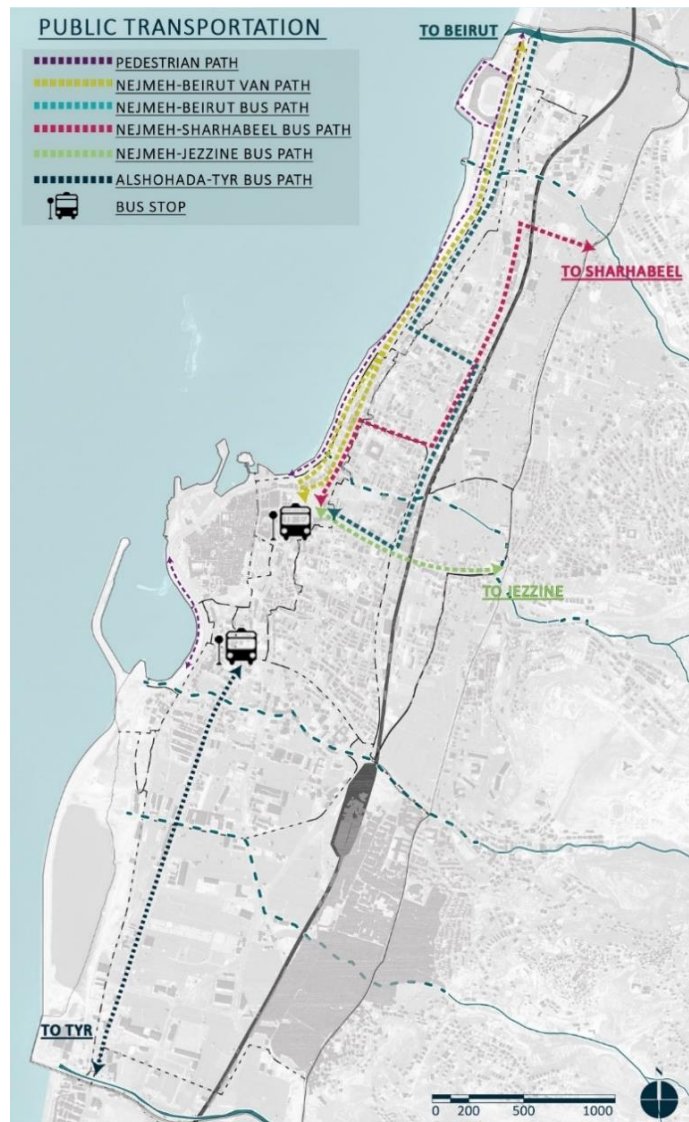 PUBLIC TRANSPORTATION
PEDESTRIAN PATH
NEJMEH-BEIRUT VAN PATH
NEJMEH-BEIRUT BUS PATH
NEJMEH-SHARHABEEL BUS PATH
NEJMEH-JEZZINE BUS PATH
ALSHOHADA-TYR BUS PATH
BUS STOP
TO BEIRUT
TO SHARHABEEL
TO JEZZINE
TO TYR
N
0 200 500 1000